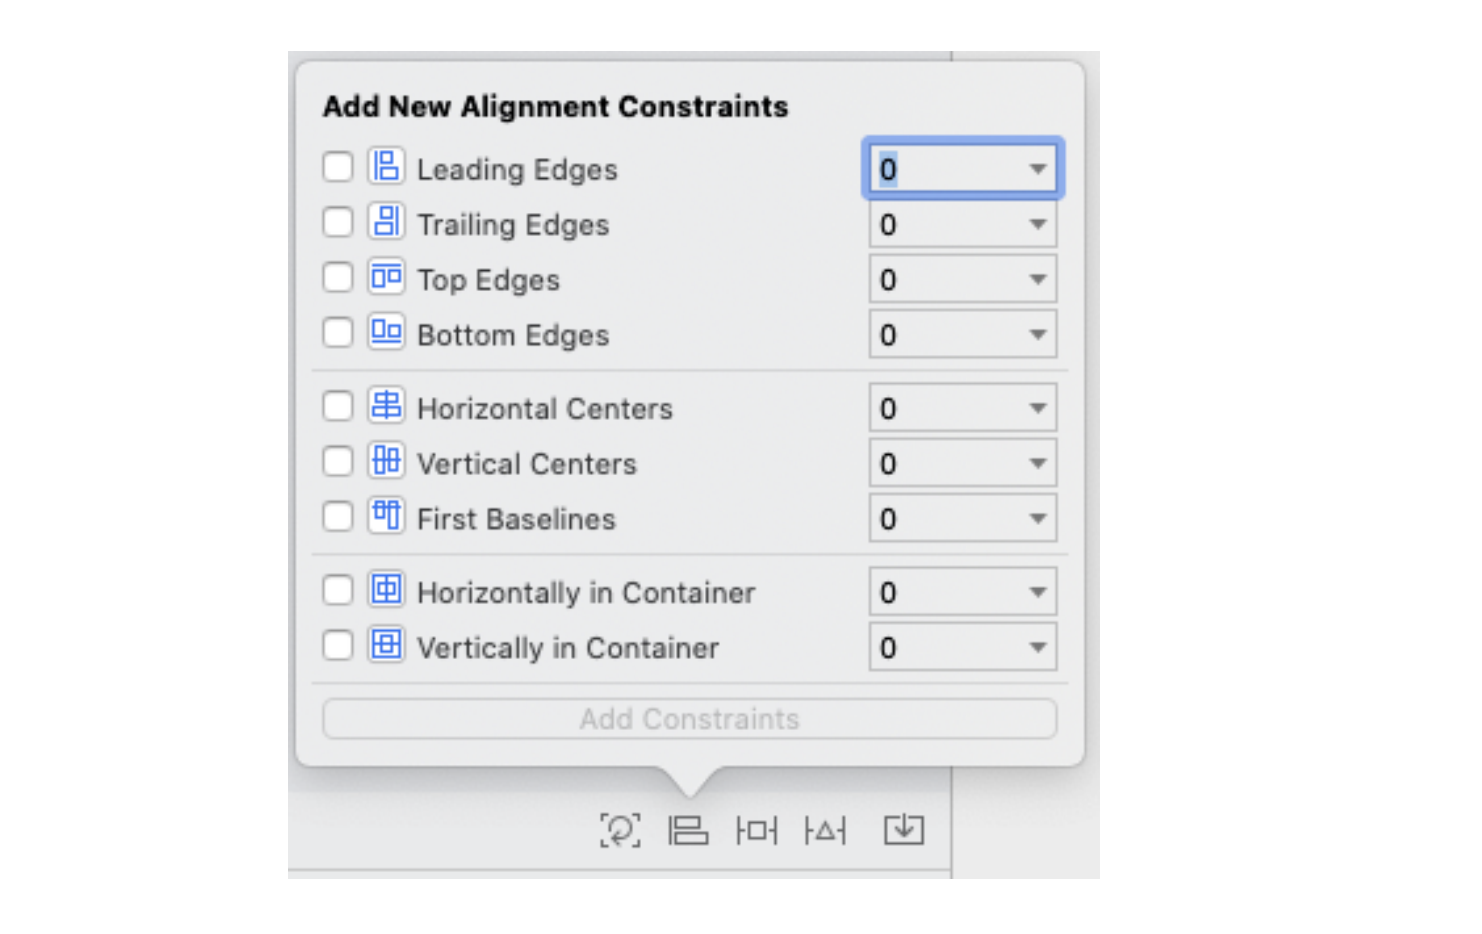 Add New Alignment Constraints
Leading Edges 0
Trailing Edges 0
Top Edges 0
Bottom Edges 0
Horizontal Centers 0
Vertical Centers 0
First Baselines 0
Horizontally in Container 0
Vertically in Container 0
Add Constraints